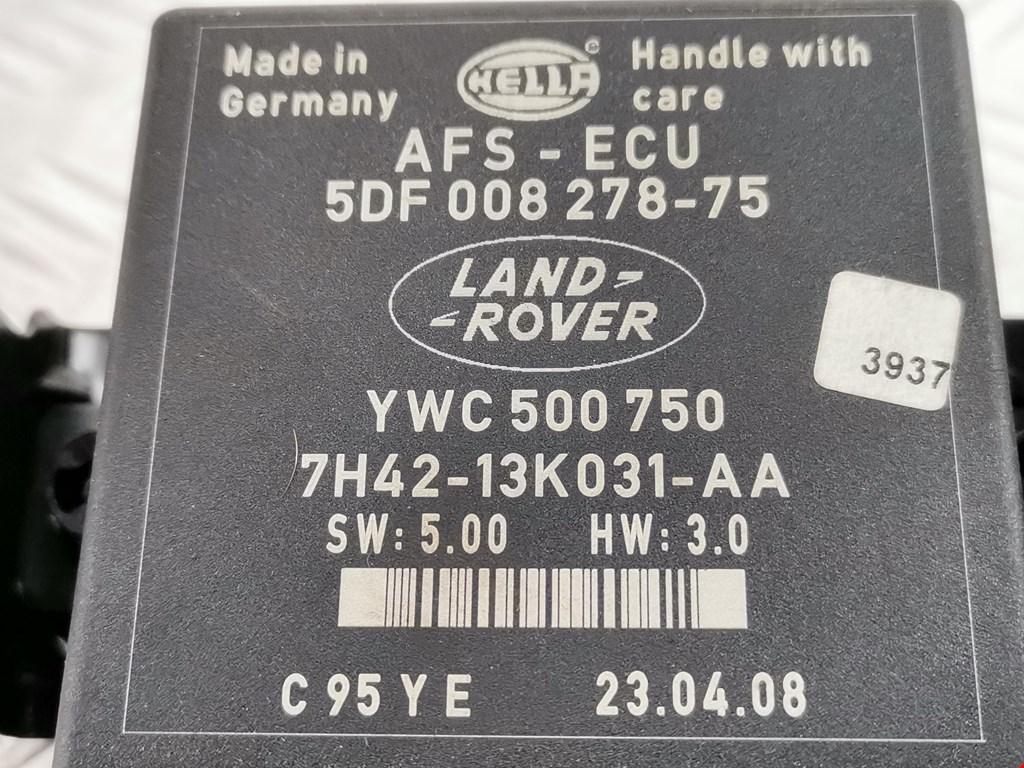 Made in
Germany
HELLA ®
Handle with
care
AFS - ECU
5DF 008 278-75
LAND-
-ROVER
3937
YWC 500 750
7H42-13K031-AA
SW: 5.00 HW: 3.0
C 95 Y E 23.04.08